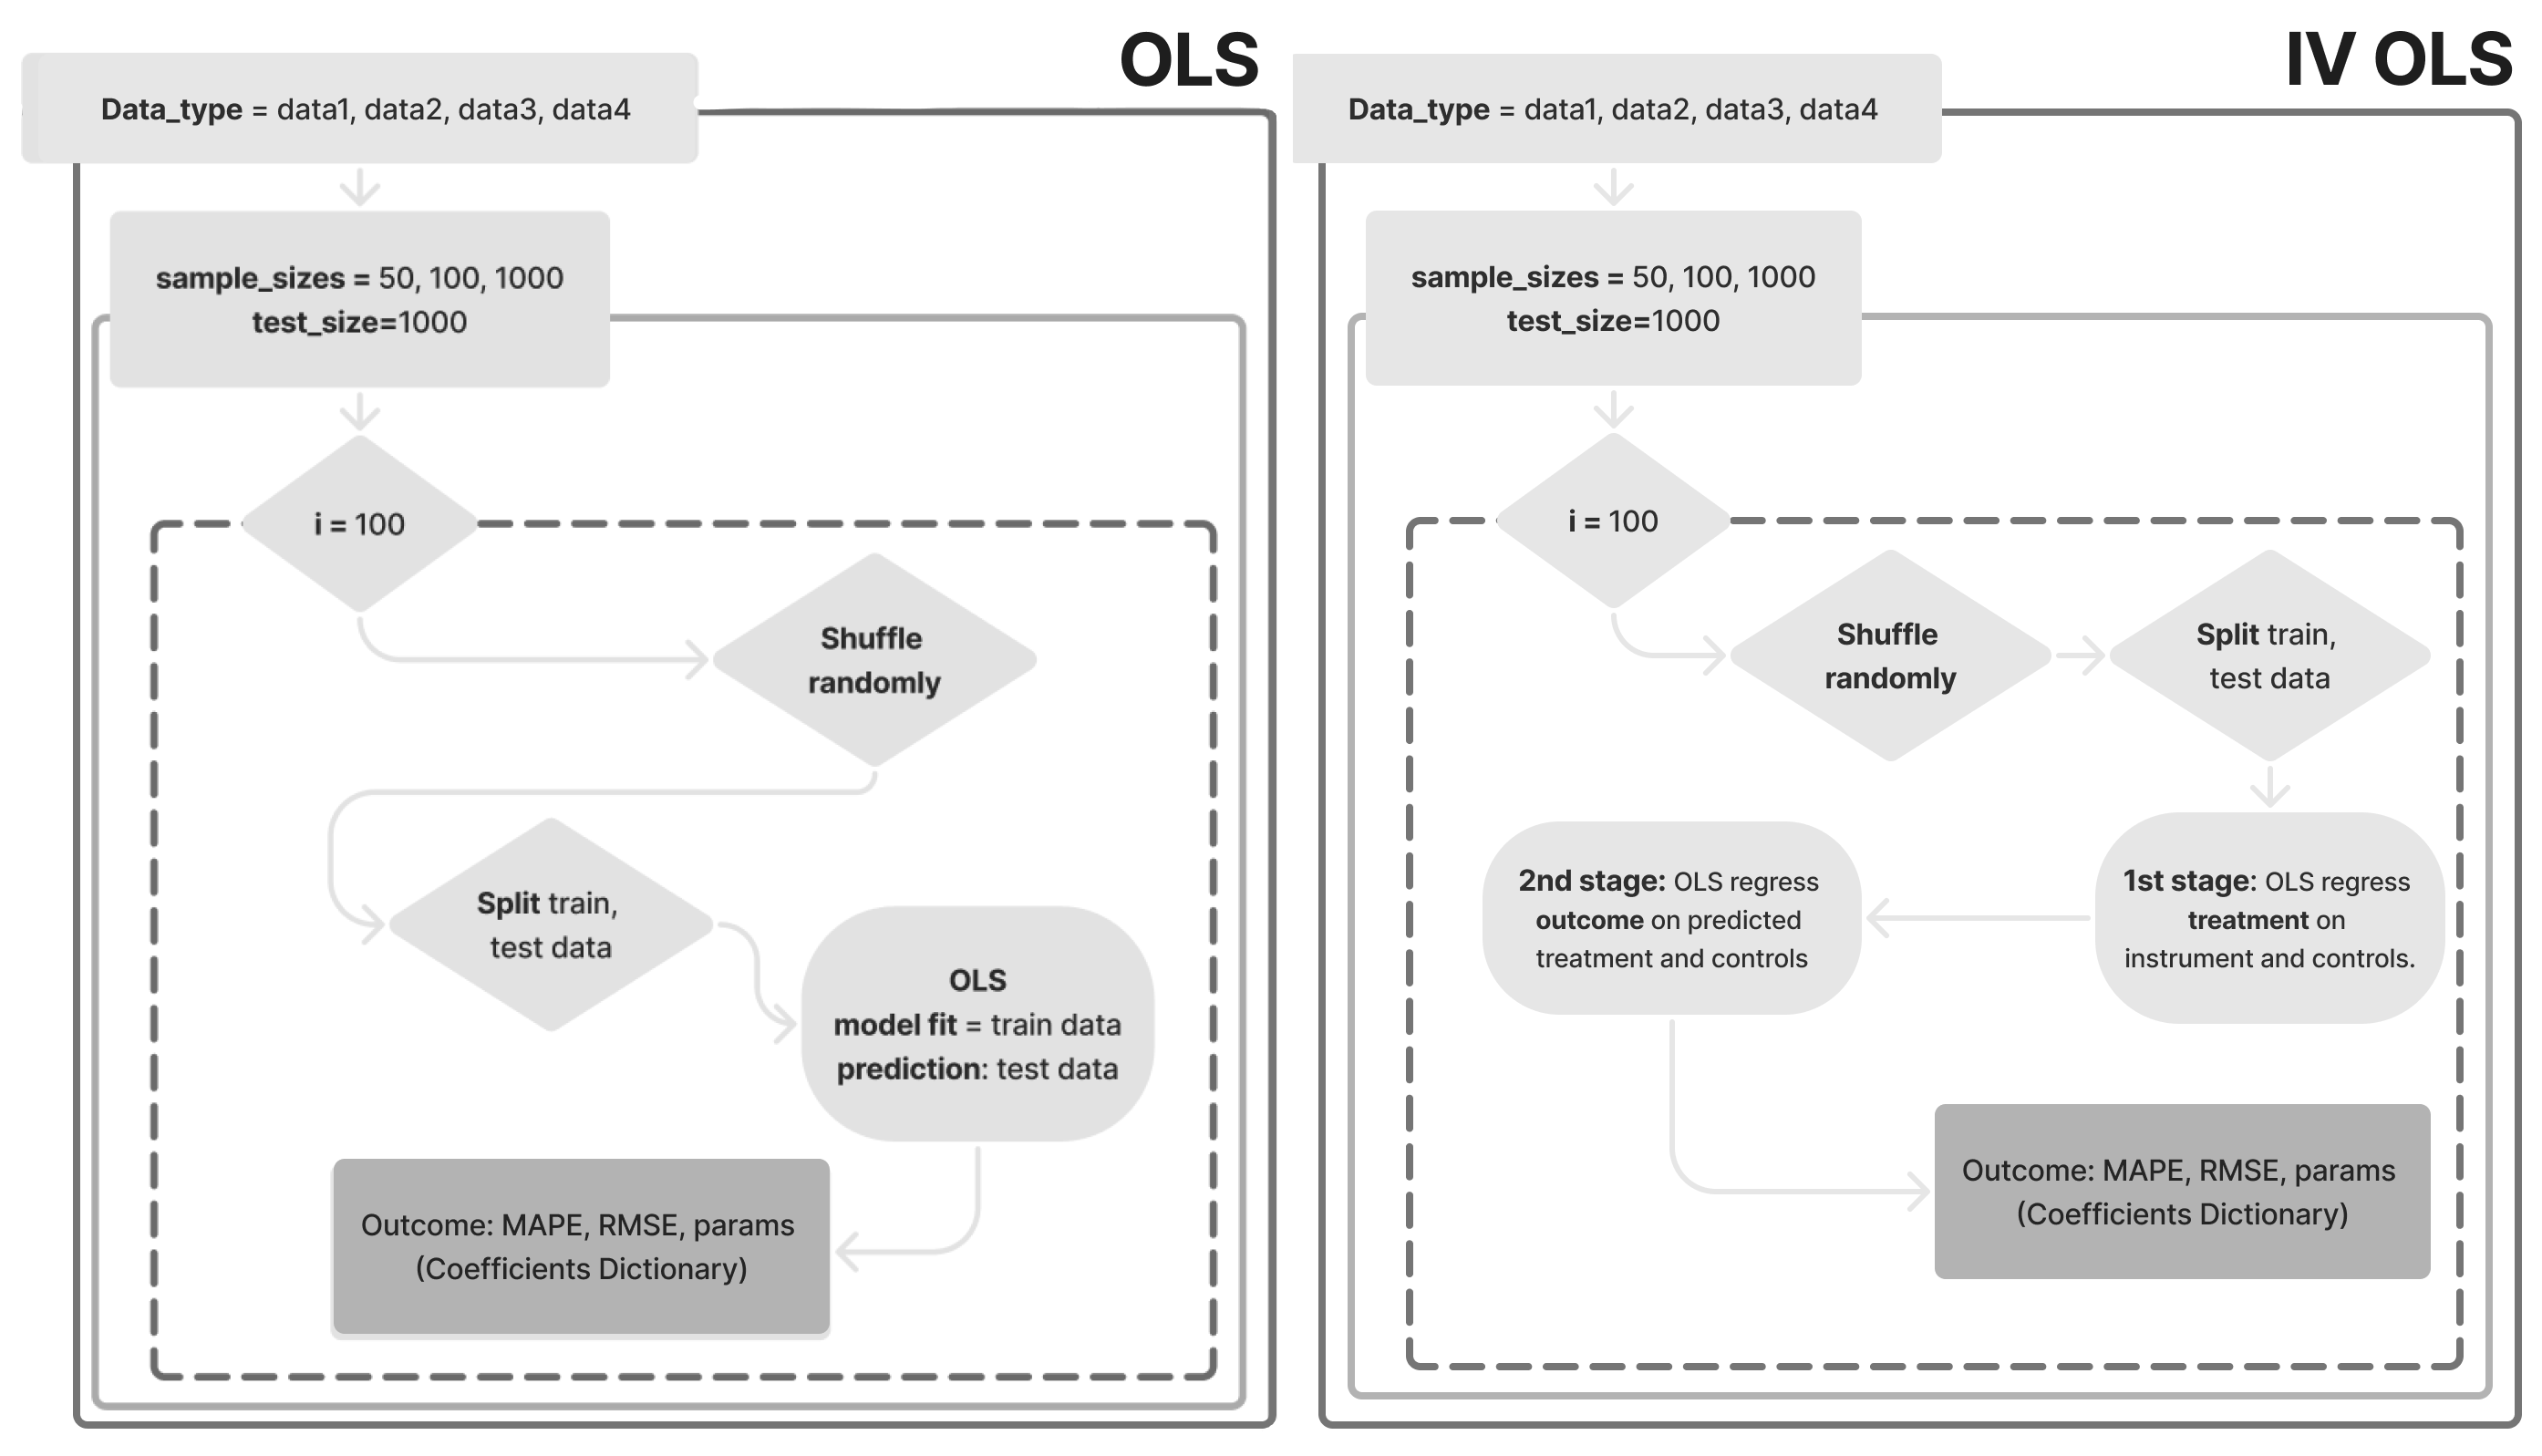 OLS
Data_type = data1, data2, data3, data4
sample_sizes = 50, 100, 1000
test_size=1000
i = 100
Shuffle
randomly
Split train,
test data
OLS
model fit = train data
prediction: test data
Outcome: MAPE, RMSE, params
(Coefficients Dictionary)
IV OLS
Data_type = data1, data2, data3, data4
sample_sizes = 50, 100, 1000
test_size=1000
i = 100
Shuffle
randomly
Split train,
test data
1st stage: OLS regress
treatment on
instrument and controls.
2nd stage: OLS regress
outcome on predicted
treatment and controls
Outcome: MAPE, RMSE, params
(Coefficients Dictionary)